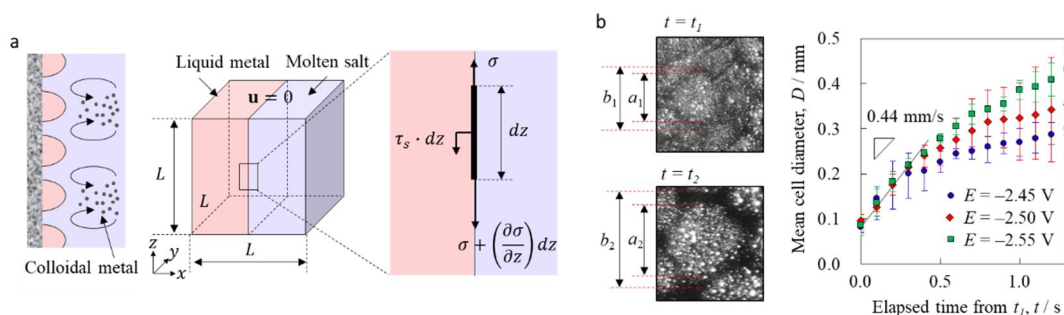 a
Liquid metal
Molten salt
u = 0
L
L
L
z
y
x
Colloidal metal
σ
τs · dz
dz
σ + (∂σ/∂z) dz
b
t = t1
b1
a1
t = t2
b2
a2
Mean cell diameter, D / mm
0.5
0.4
0.3
0.2
0.1
0.0
0.44 mm/s
E = −2.45 V
E = −2.50 V
E = −2.55 V
0.0
0.5
1.0
Elapsed time from t1, t / s